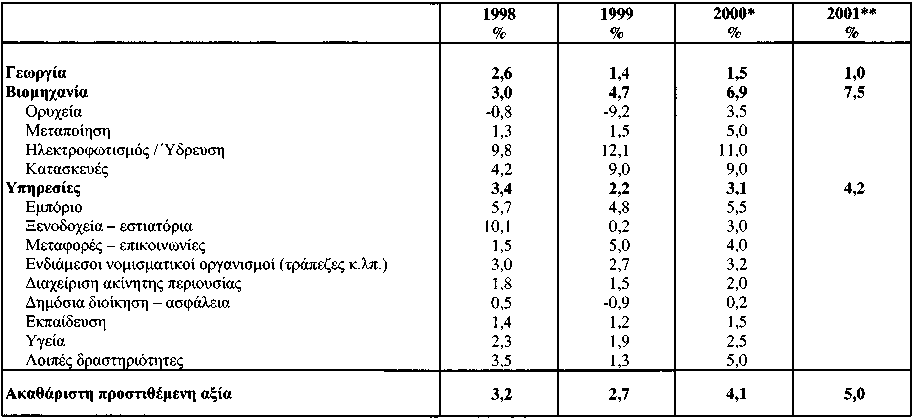 1998 1999 2000* 2001**
% % % %
Γεωργία 2,6 1,4 1,5 1,0
Βιομηχανία 3,0 4,7 6,9 7,5
Ορυχεία -0,8 -9,2 3,5
Μεταποίηση 1,3 1,5 5,0
Ηλεκτροφωτισμός / Ύδρευση 9,8 12,1 11,0
Κατασκευές 4,2 9,0 9,0
Υπηρεσίες 3,4 2,2 3,1 4,2
Εμπόριο 5,7 4,8 5,5
Ξενοδοχεία – εστιατόρια 10,1 0,2 3,0
Μεταφορές – επικοινωνίες 1,5 5,0 4,0
Ενδιάμεσοι νομισματικοί οργανισμοί (τράπεζες κ.λπ.) 3,0 2,7 3,2
Διαχείριση ακίνητης περιουσίας 1,8 1,5 2,0
Δημόσια διοίκηση – ασφάλεια 0,5 -0,9 0,2
Εκπαίδευση 1,4 1,2 1,5
Υγεία 2,3 1,9 2,5
Λοιπές δραστηριότητες 3,5 1,3 5,0
Ακαθάριστη προστιθέμενη αξία 3,2 2,7 4,1 5,0